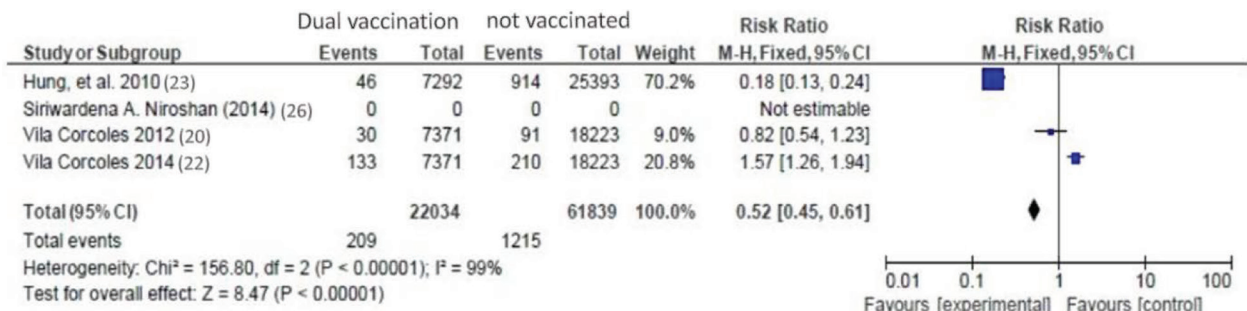 Dual vaccination not vaccinated Risk Ratio Risk Ratio
Study or Subgroup Events Total Events Total Weight M-H, Fixed, 95% CI M-H, Fixed, 95% CI
Hung, et al. 2010 (23) 46 7292 914 25393 70.2% 0.18 [0.13, 0.24]
Siriwardena A. Niroshan (2014) (26) 0 0 0 0 Not estimable
Vila Corcoles 2012 (20) 30 7371 91 18223 9.0% 0.82 [0.54, 1.23]
Vila Corcoles 2014 (22) 133 7371 210 18223 20.8% 1.57 [1.26, 1.94]
Total (95% CI) 22034 61839 100.0% 0.52 [0.45, 0.61]
Total events 209 1215
Heterogeneity: Chi² = 156.80, df = 2 (P < 0.00001); I² = 99%
Test for overall effect: Z = 8.47 (P < 0.00001)
0.01 0.1 1 10 100
Favours [experimental] Favours [control]